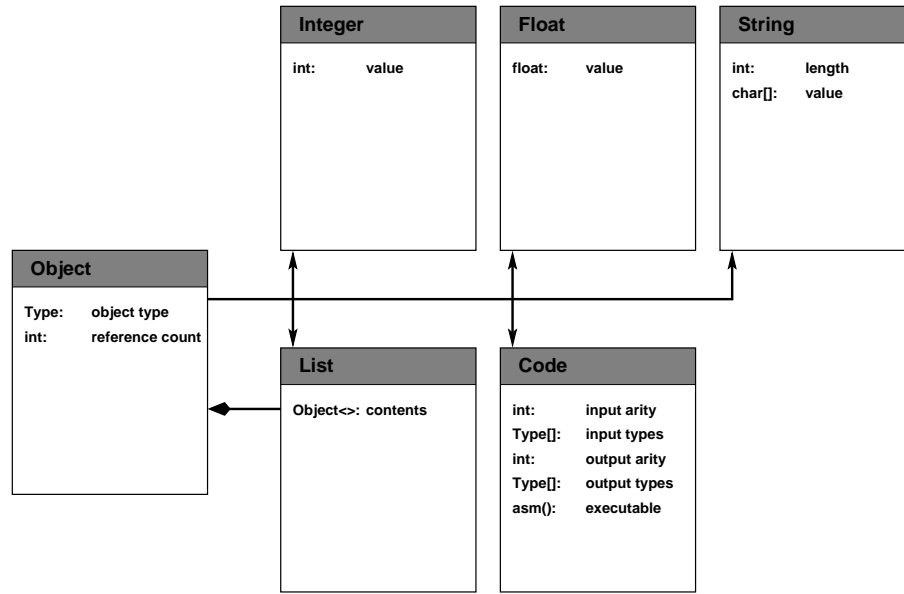 Integer
int: value
Float
float: value
String
int: length
char[]: value
Object
Type: object type
int: reference count
List
Object<>: contents
Code
int: input arity
Type[]: input types
int: output arity
Type[]: output types
asm(): executable